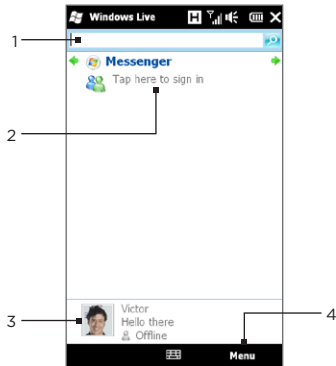 Windows Live H
1
Messenger
Tap here to sign in
2
Victor
Hello there
Offline
3
4
Menu